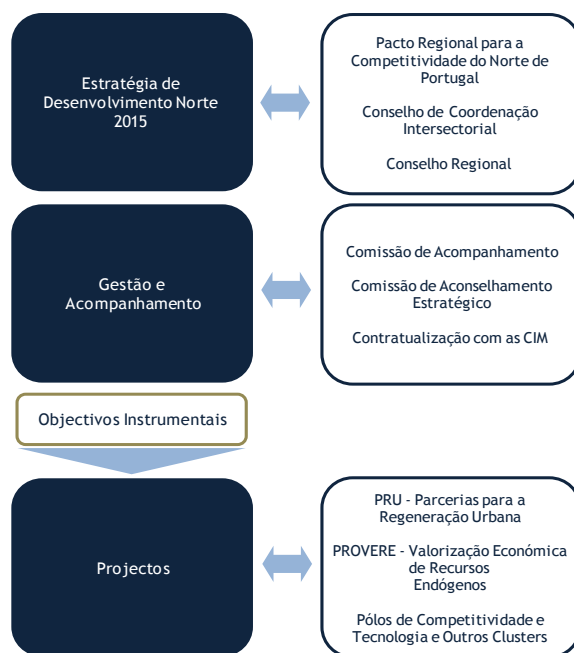 Estratégia de
Desenvolvimento Norte
2015
Pacto Regional para a
Competitividade do Norte de
Portugal
Conselho de Coordenação
Intersectorial
Conselho Regional
Gestão e
Acompanhamento
Comissão de Acompanhamento
Comissão de Aconselhamento
Estratégico
Contratualização com as CIM
Objectivos Instrumentais
Projectos
PRU - Parcerias para a
Regeneração Urbana
PROVERE - Valorização Económica
de Recursos
Endógenos
Pólos de Competitividade e
Tecnologia e Outros Clusters